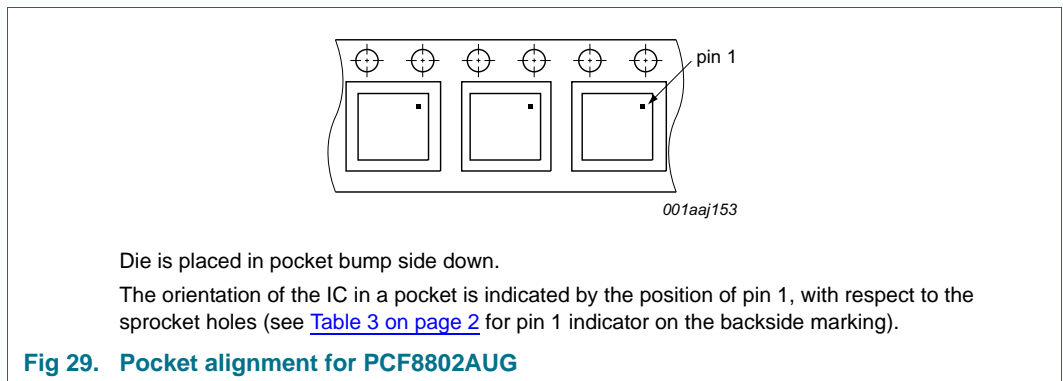 pin 1
001aaj153
Die is placed in pocket bump side down.
The orientation of the IC in a pocket is indicated by the position of pin 1, with respect to the
sprocket holes (see Table 3 on page 2 for pin 1 indicator on the backside marking).
Fig 29. Pocket alignment for PCF8802AUG